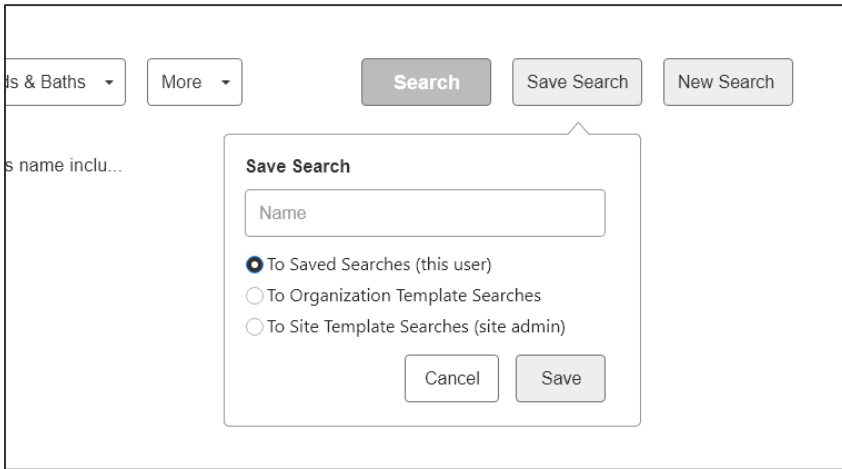 ds & Baths More Search Save Search New Search
s name inclu...
Save Search
Name
To Saved Searches (this user)
To Organization Template Searches
To Site Template Searches (site admin)
Cancel Save